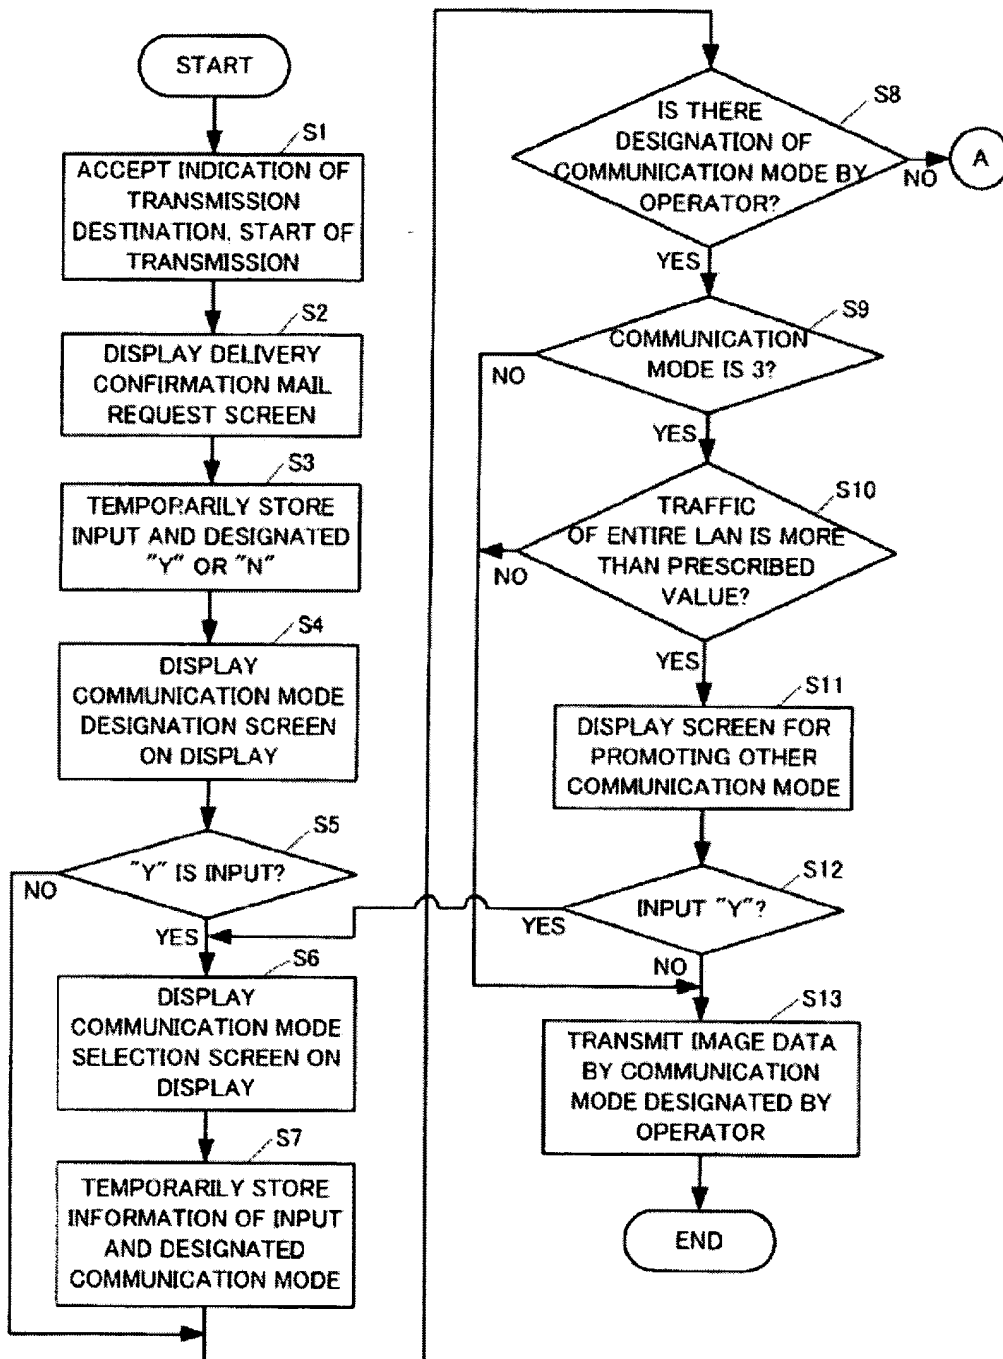 START
S1
ACCEPT INDICATION OF
TRANSMISSION
DESTINATION, START OF
TRANSMISSION
S2
DISPLAY DELIVERY
CONFIRMATION MAIL
REQUEST SCREEN
S3
TEMPORARILY STORE
INPUT AND DESIGNATED
"Y" OR "N"
S4
DISPLAY
COMMUNICATION MODE
DESIGNATION SCREEN
ON DISPLAY
S5
"Y" IS INPUT?
NO
YES
S6
DISPLAY
COMMUNICATION MODE
SELECTION SCREEN ON
DISPLAY
S7
TEMPORARILY STORE
INFORMATION OF INPUT
AND DESIGNATED
COMMUNICATION MODE
S8
IS THERE
DESIGNATION OF
COMMUNICATION MODE BY
OPERATOR?
NO
A
YES
S9
COMMUNICATION
MODE IS 3?
NO
YES
S10
TRAFFIC
OF ENTIRE LAN IS MORE
THAN PRESCRIBED
VALUE?
NO
YES
S11
DISPLAY SCREEN FOR
PROMOTING OTHER
COMMUNICATION MODE
S12
INPUT "Y"?
YES
NO
S13
TRANSMIT IMAGE DATA
BY COMMUNICATION
MODE DESIGNATED BY
OPERATOR
END